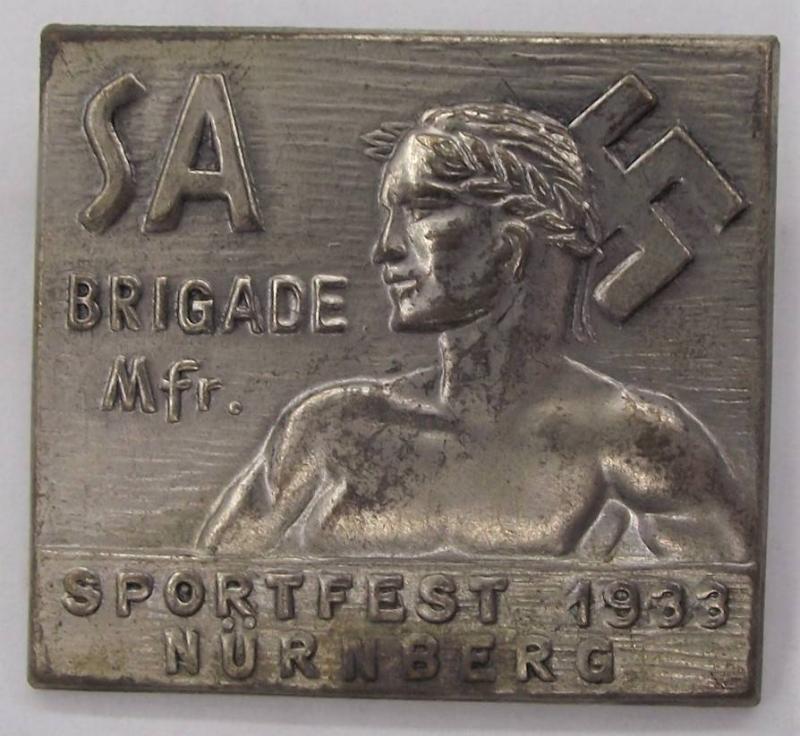 SA
BRIGADE
Mfr.
SPORTFEST 1933
NÜRNBERG